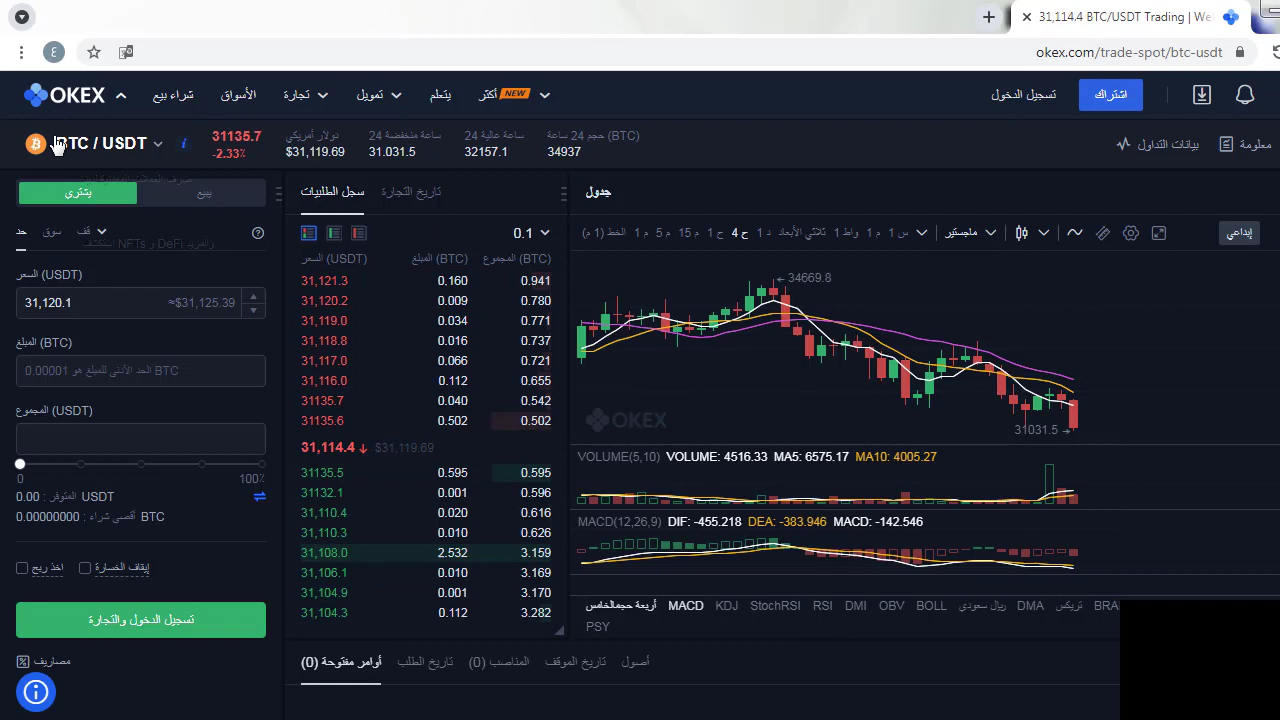 31,114.4 BTC/USDT Trading | We
okex.com/trade-spot/btc-usdt
ع
OKEX
شراء بيع
الأسواق
تجارة
تمويل
يتعلم
أكثر NEW
تسجيل الدخول
اشتراك
BTC / USDT
31135.7
-2.33%
دولار أمريكي
$31,119.69
24 ساعة منخفضة
31.031.5
24 ساعة عالية
32157.1
حجم 24 ساعة (BTC)
34937
بيانات التداول
معلومة
يشتري
يبيع
حد
سوق
قف
السعر (USDT)
31,120.1
≈$31,125.39
المبلغ (BTC)
الحد الأدنى للمبلغ هو 0.00001 BTC
المجموع (USDT)
0
100٪
0.00 المتوفر: USDT
0.00000000 أقصى شراء: BTC
اخذ ربح
إيقاف الخسارة
تسجيل الدخول والتجارة
مصاريف
سجل الطلبيات
تاريخ التجارة
0.1
السعر (USDT)
المبلغ (BTC)
المجموع (BTC)
31,121.3 0.160 0.941
31,120.2 0.009 0.780
31,119.0 0.034 0.771
31,118.8 0.016 0.737
31,117.0 0.066 0.721
31,116.0 0.112 0.655
31135.7 0.040 0.542
31135.6 0.502 0.502
31,114.4 ↓ $31,119.69
31135.5 0.595 0.595
31132.1 0.001 0.596
31,110.4 0.020 0.616
31,110.3 0.010 0.626
31,108.0 2.532 3.159
31,106.1 0.010 3.169
31,104.9 0.001 3.170
31,104.3 0.112 3.282
جدول
الخط (1 م)
1 م
5 م
15 م
1 ح
4 ح
1 د
ثلاثي الأبعاد
1 واط
1 م
1 س
ماجستير
إبداعي
34669.8
31031.5
OKEX
VOLUME(5,10) VOLUME: 4516.33 MA5: 6575.17 MA10: 4005.27
MACD(12,26,9) DIF: -455.218 DEA: -383.946 MACD: -142.546
أربعة حجمالخامس MACD KDJ StochRSI RSI DMI OBV BOLL ريال سعودي DMA تريكس BRA
PSY
أوامر مفتوحة (0)
تاريخ الطلب
المناصب (0)
تاريخ الموقف
أصول